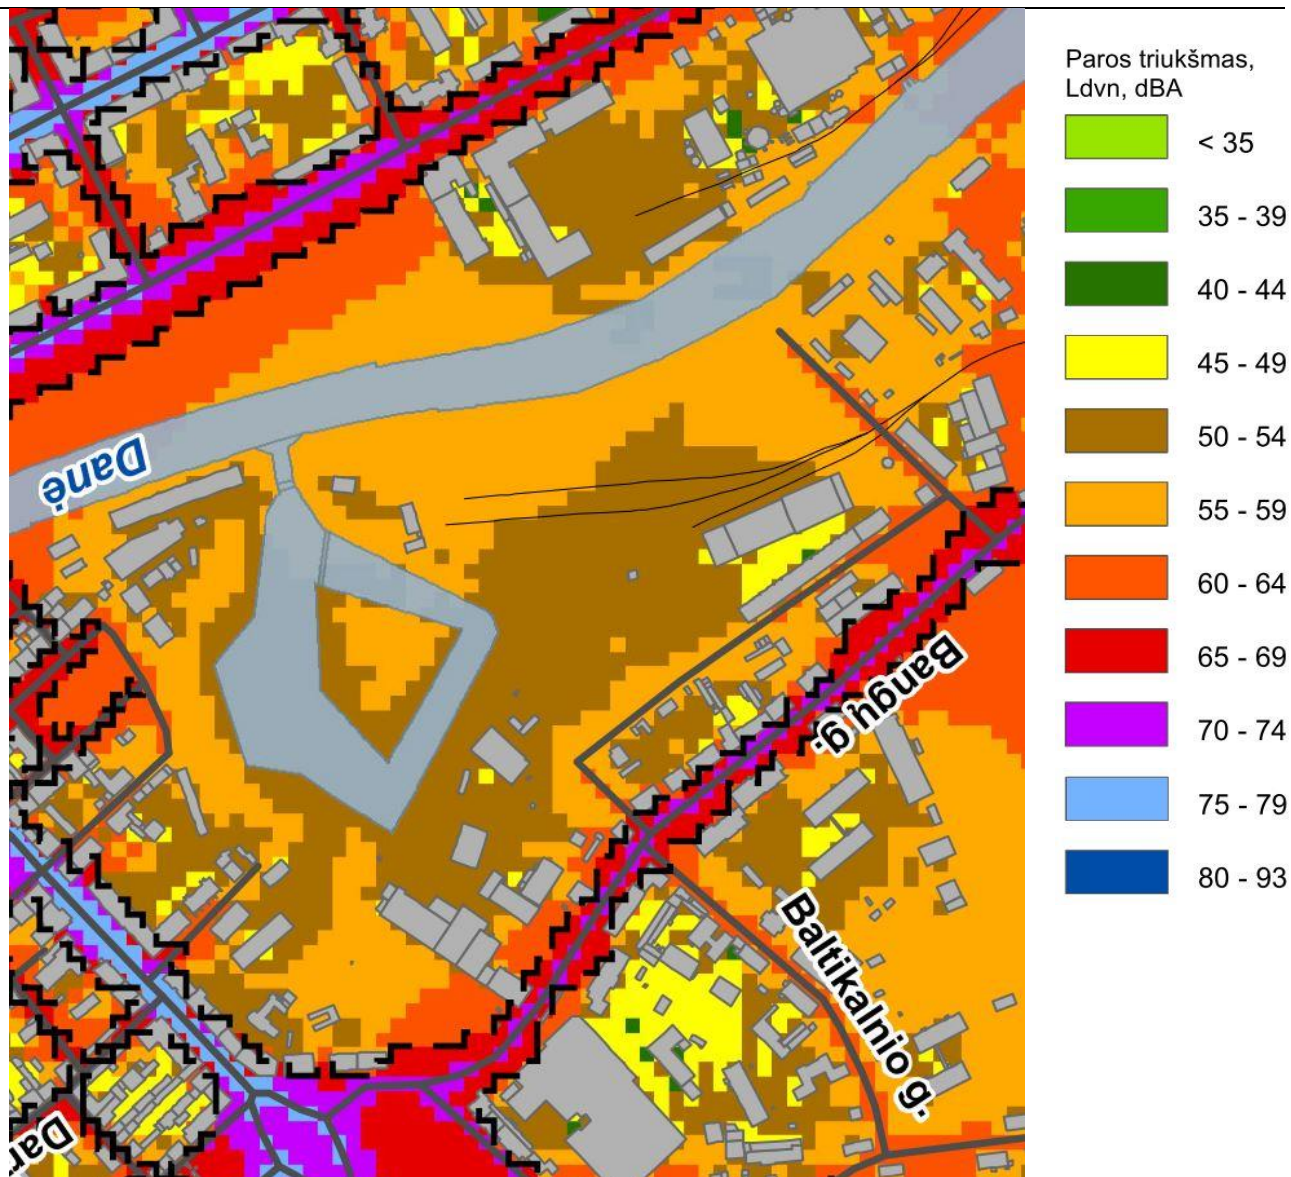 Paros triukšmas,
Ldvn, dBA
< 35
35 - 39
40 - 44
45 - 49
50 - 54
55 - 59
60 - 64
65 - 69
70 - 74
75 - 79
80 - 93
Danė
Bangų g.
Baltikalnio g.
Dar